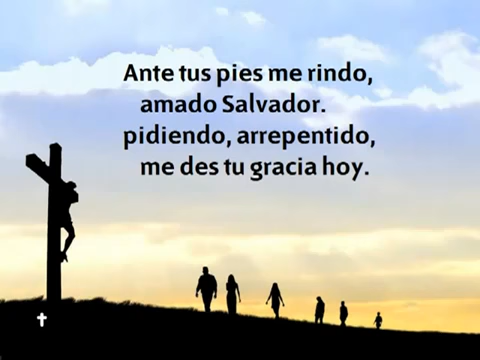 Ante tus pies me rindo,
amado Salvador.
pidiendo, arrepentido,
me des tu gracia hoy.